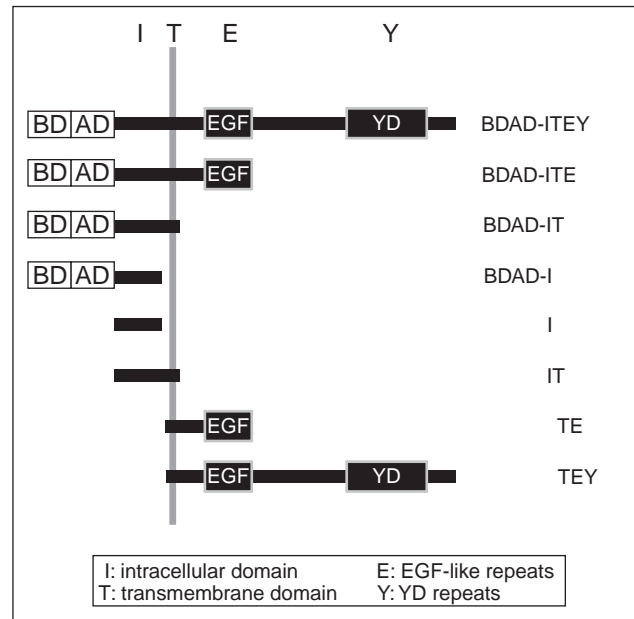 I T E Y
BD AD EGF YD BDAD-ITEY
BD AD EGF BDAD-ITE
BD AD BDAD-IT
BD AD BDAD-I
I
IT
EGF TE
EGF YD TEY
I: intracellular domain E: EGF-like repeats
T: transmembrane domain Y: YD repeats